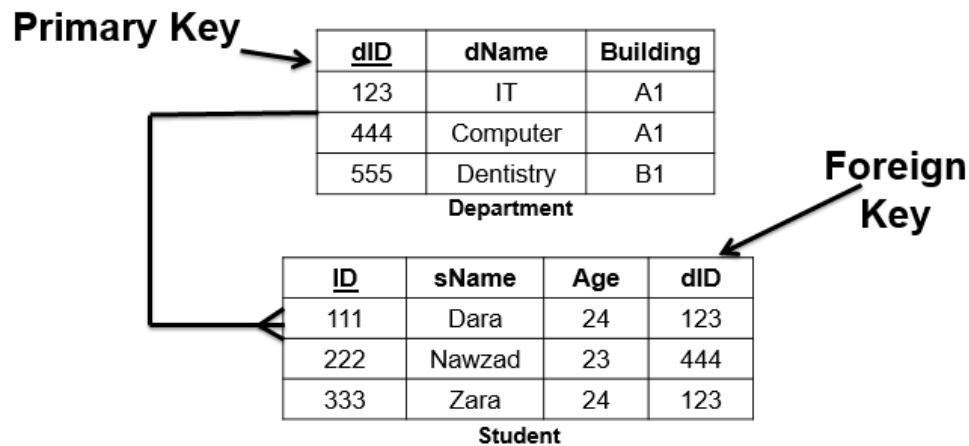 Primary Key
dID dName Building
123 IT A1
444 Computer A1
555 Dentistry B1
Department
Foreign
Key
ID sName Age dID
111 Dara 24 123
222 Nawzad 23 444
333 Zara 24 123
Student